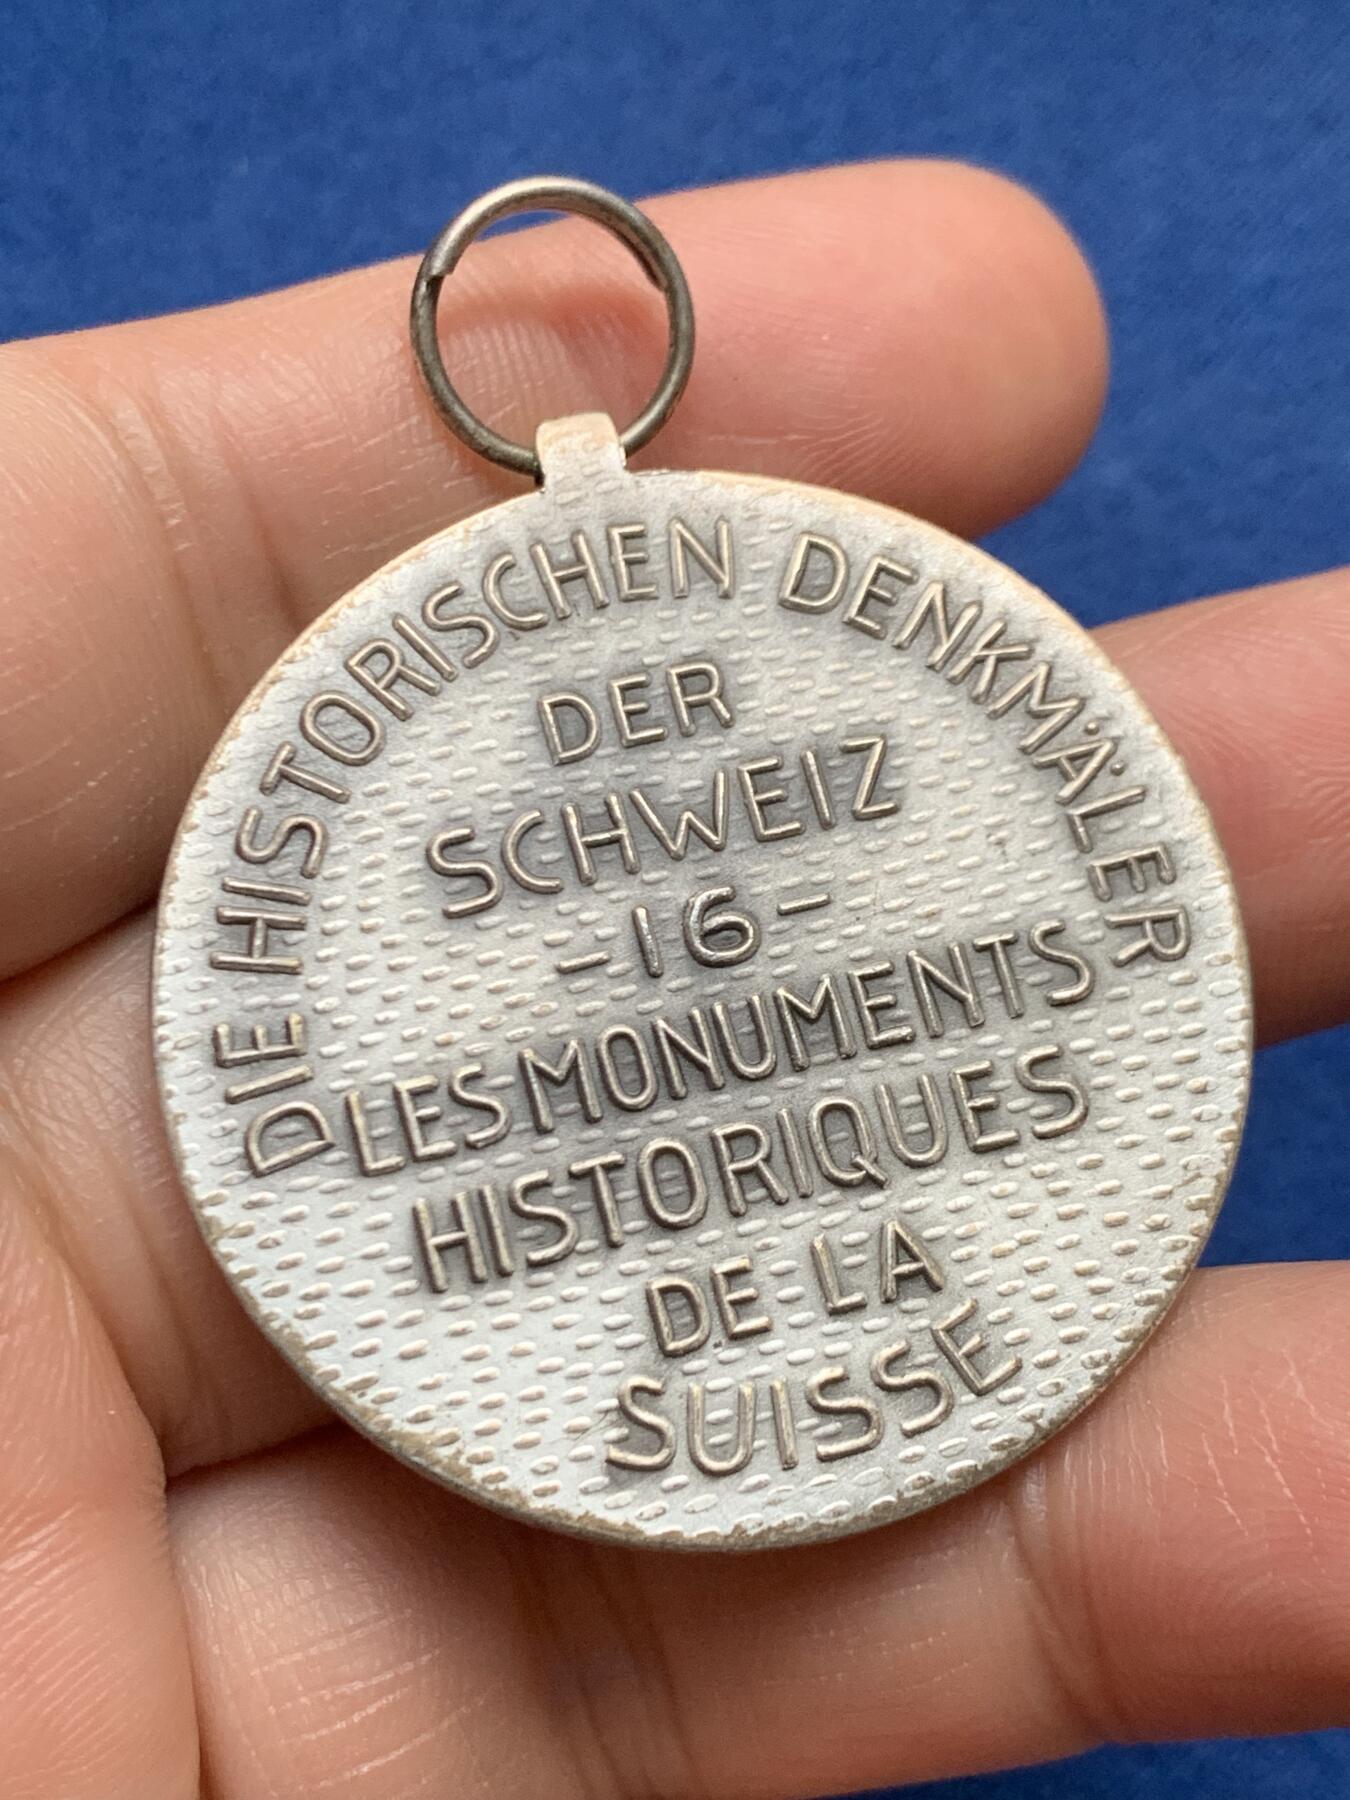 DIE HISTORISCHEN DENKMÄLER
DER
SCHWEIZ
-16-
LES MONUMENTS
HISTORIQUES
DE LA
SUISSE